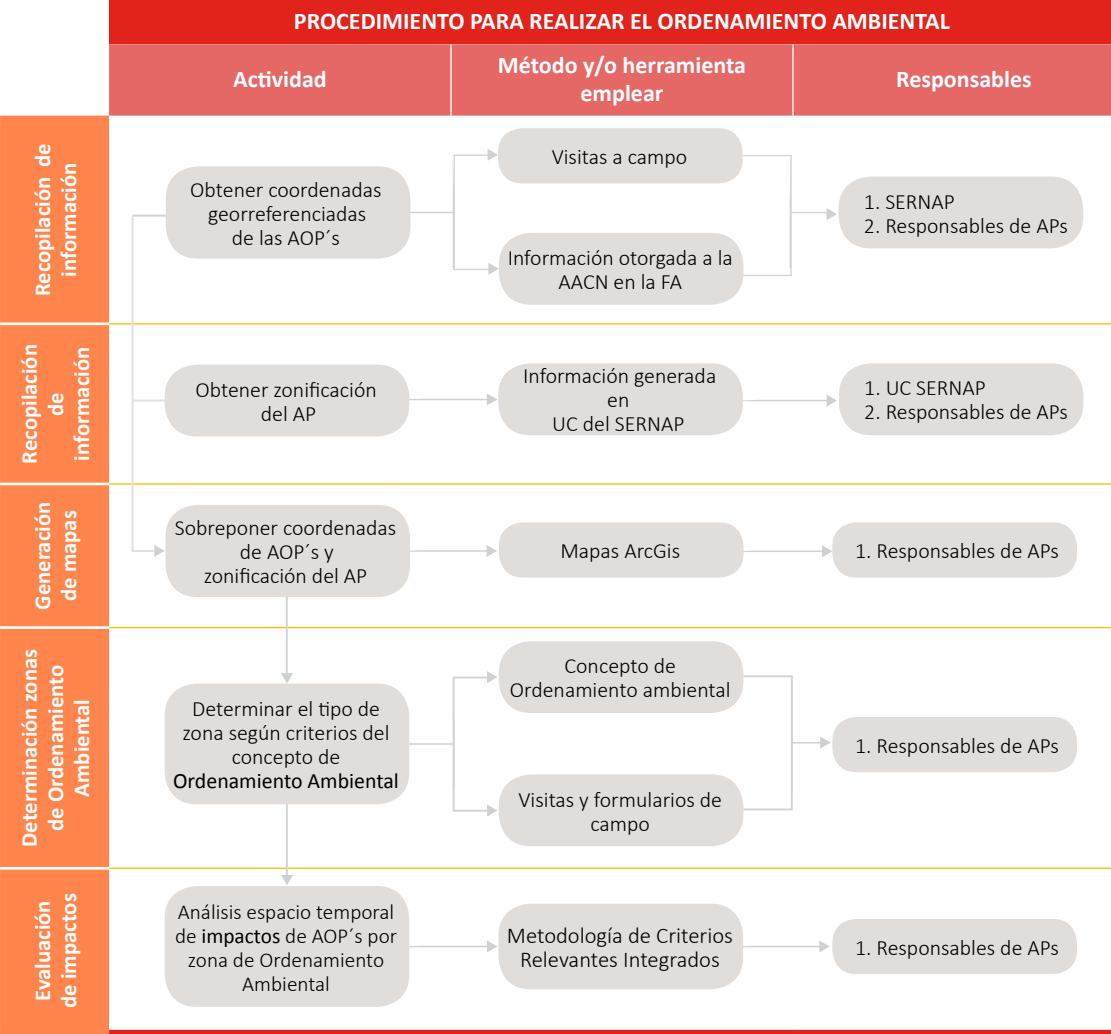 PROCEDIMIENTO PARA REALIZAR EL ORDENAMIENTO AMBIENTAL
Actividad
Método y/o herramienta
emplear
Responsables
Recopilación de
información
Obtener coordenadas
georreferenciadas
de las AOP´s
Visitas a campo
Información otorgada a la
AACN en la FA
1. SERNAP
2. Responsables de APs
Recopilación
de
información
Obtener zonificación
del AP
Información generada
en
UC del SERNAP
1. UC SERNAP
2. Responsables de APs
Generación
de mapas
Sobreponer coordenadas
de AOP´s y
zonificación del AP
Mapas ArcGis
1. Responsables de APs
Determinación zonas
de Ordenamiento
Ambiental
Determinar el tipo de
zona según criterios del
concepto de
Ordenamiento Ambiental
Concepto de
Ordenamiento ambiental
Visitas y formularios de
campo
1. Responsables de APs
Evaluación
de impactos
Análisis espacio temporal
de impactos de AOP´s por
zona de Ordenamiento
Ambiental
Metodología de Criterios
Relevantes Integrados
1. Responsables de APs